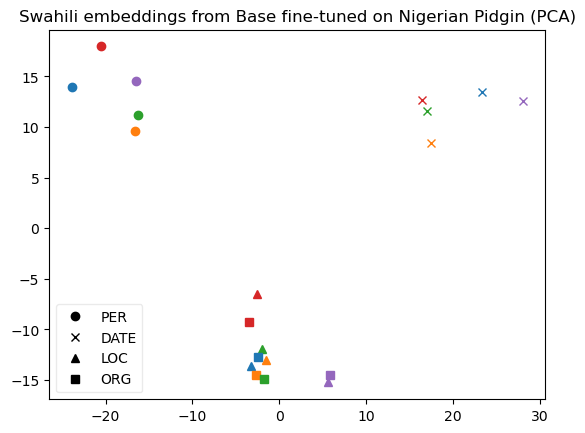 Swahili embeddings from Base fine-tuned on Nigerian Pidgin (PCA)
15
10
5
0
−5
−10
−15
PER
DATE
LOC
ORG
−20 −10 0 10 20 30